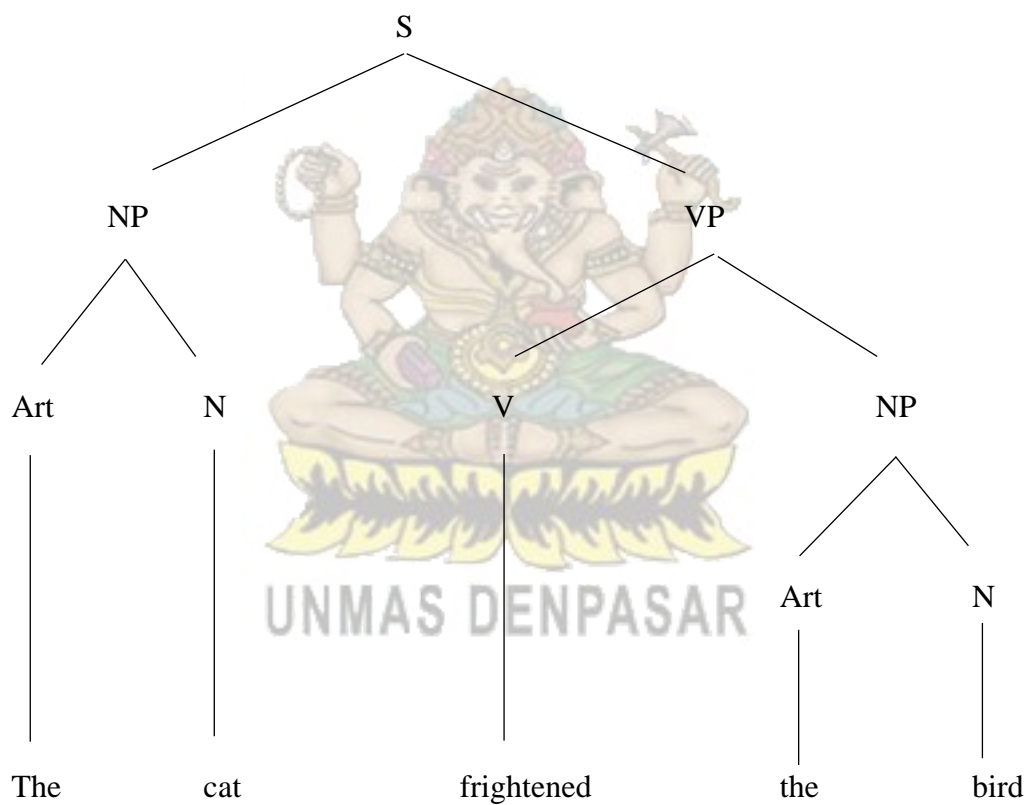 S
NP VP
Art N V NP
UNMAS DENPASAR
Art N
The cat frightened the bird